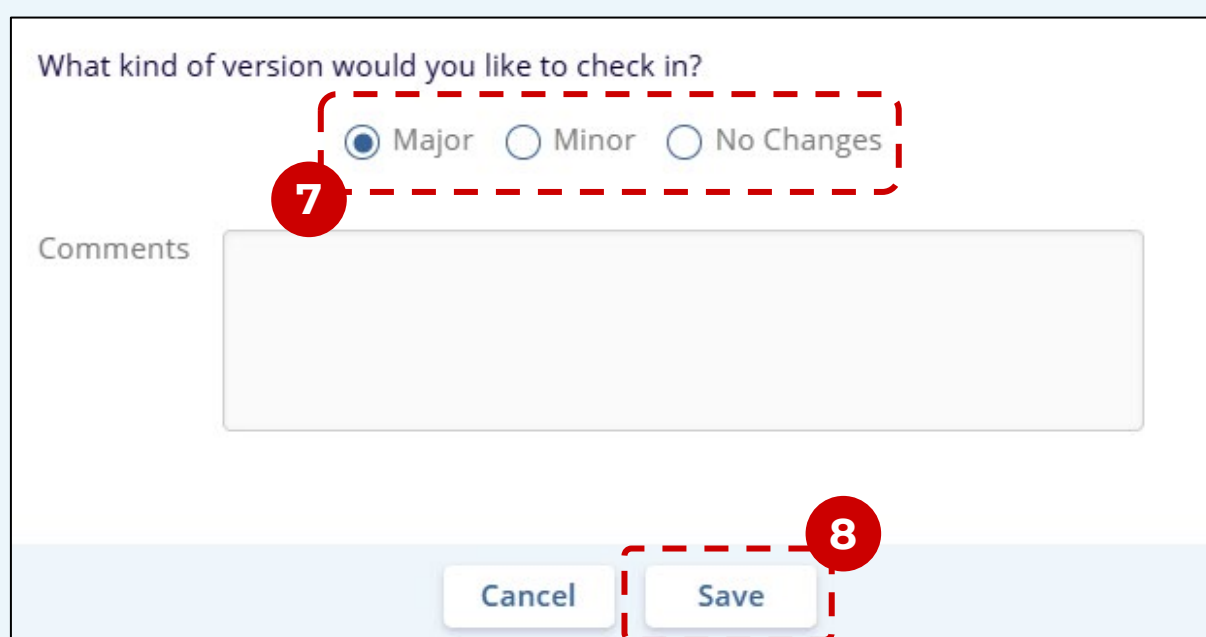 What kind of version would you like to check in?
Major Minor No Changes
7
Comments
8
Cancel Save